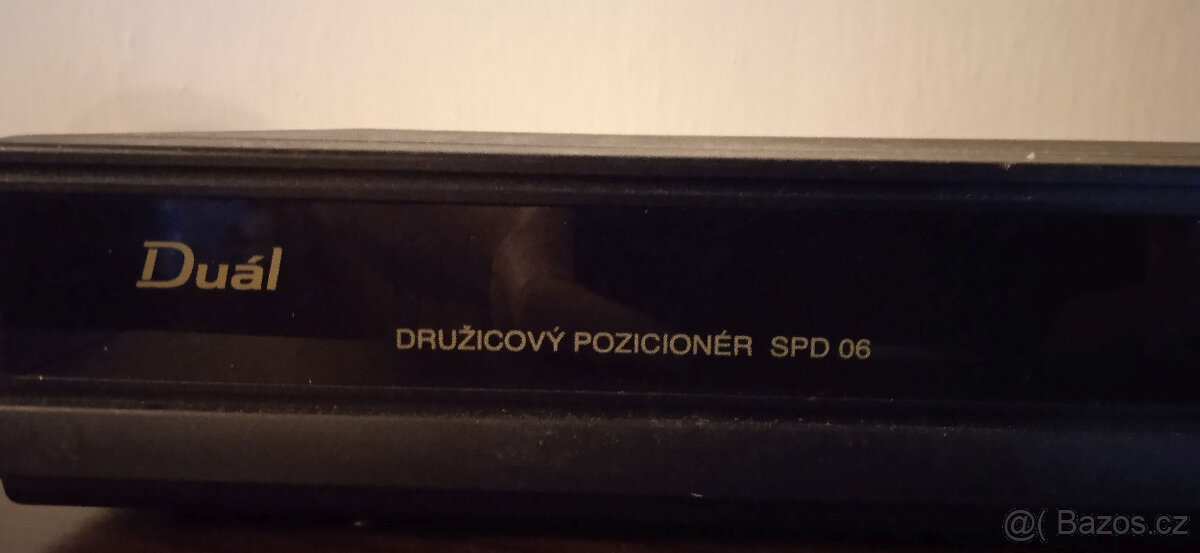 Duál
DRUŽICOVÝ POZICIONÉR SPD 06
@( Bazos.cz